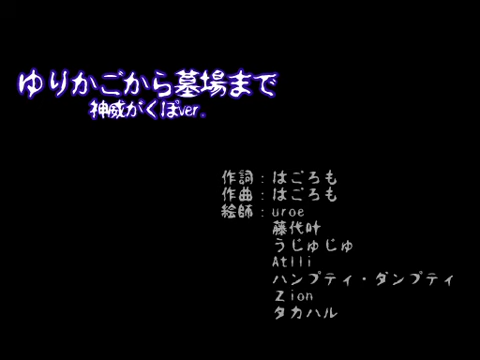 ゆりかごから墓場まで
神威がくぽver.
作詞：はごろも
作曲：はごろも
絵師：uroe
藤代叶
うじゅじゅ
Atlli
ハンプティ・ダンプティ
Zion
タカハル